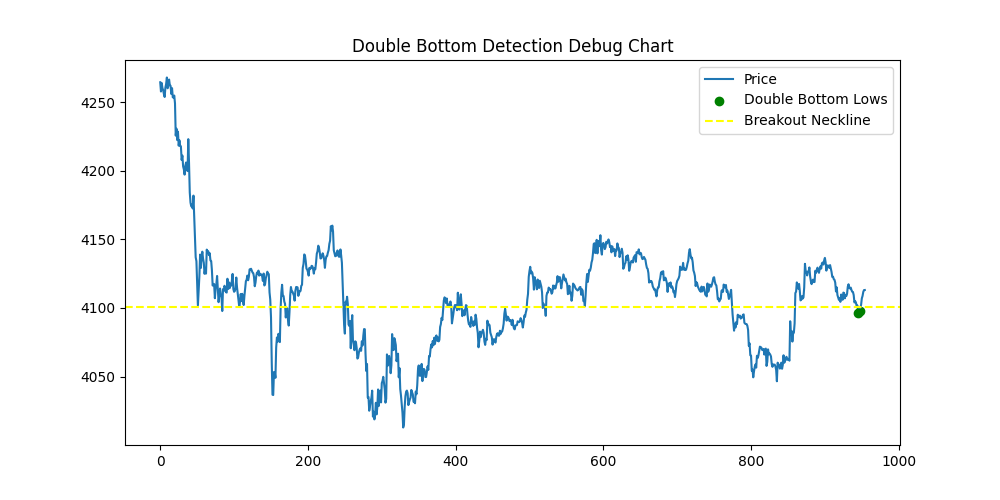 Double Bottom Detection Debug Chart
Price
Double Bottom Lows
Breakout Neckline
4250
4200
4150
4100
4050
0 200 400 600 800 1000